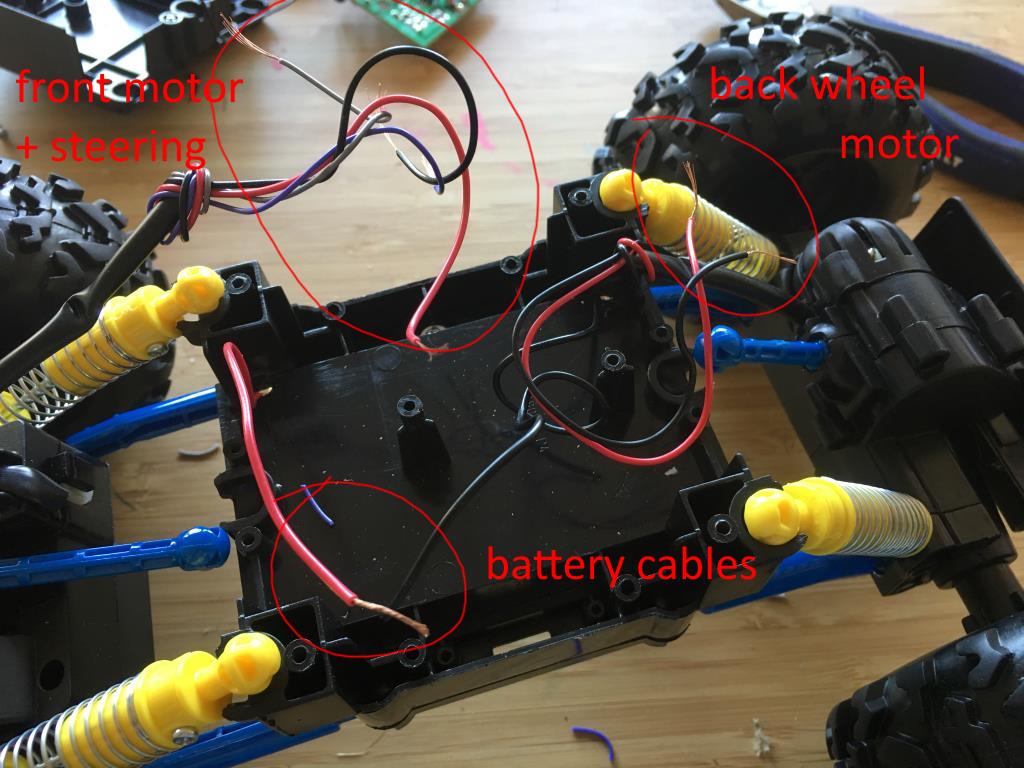 front motor
+ steering
back wheel
motor
battery cables